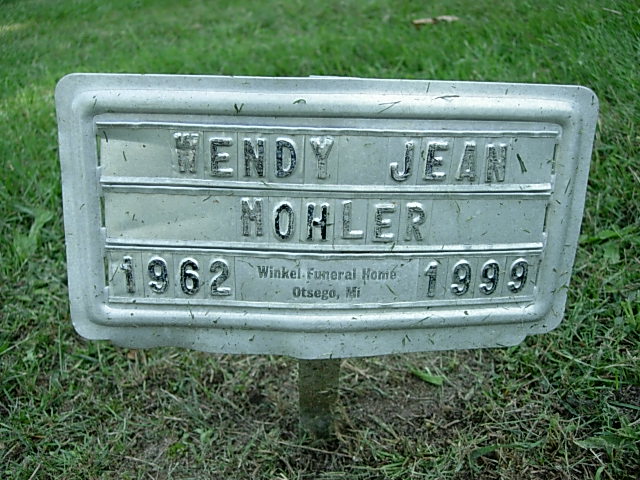 WENDY JEAN
MOHLER
1962 Winkel Funeral Home 1999
Otsego, Mi